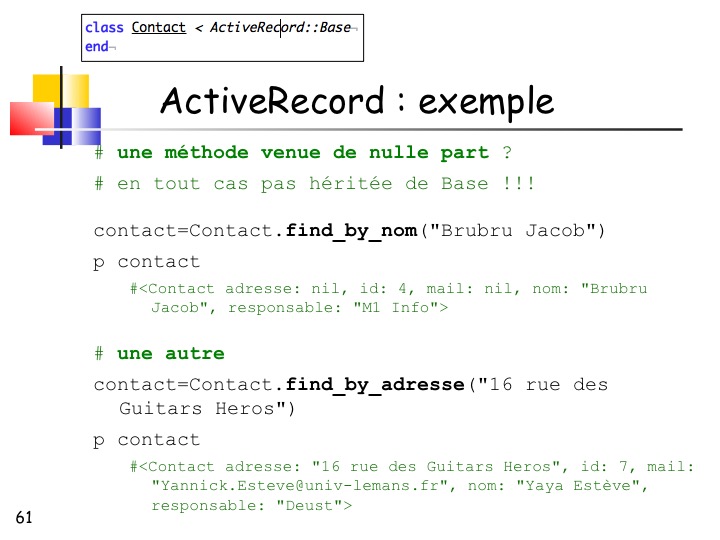 class Contact < ActiveRecord::Base¬
end¬
ActiveRecord : exemple
# une méthode venue de nulle part ?
# en tout cas pas héritée de Base !!!
contact=Contact.find_by_nom("Brubru Jacob")
p contact
#<Contact adresse: nil, id: 4, mail: nil, nom: "Brubru
Jacob", responsable: "M1 Info">
# une autre
contact=Contact.find_by_adresse("16 rue des
Guitars Heros")
p contact
#<Contact adresse: "16 rue des Guitars Heros", id: 7, mail:
"Yannick.Esteve@univ-lemans.fr", nom: "Yaya Estève",
responsable: "Deust">
61